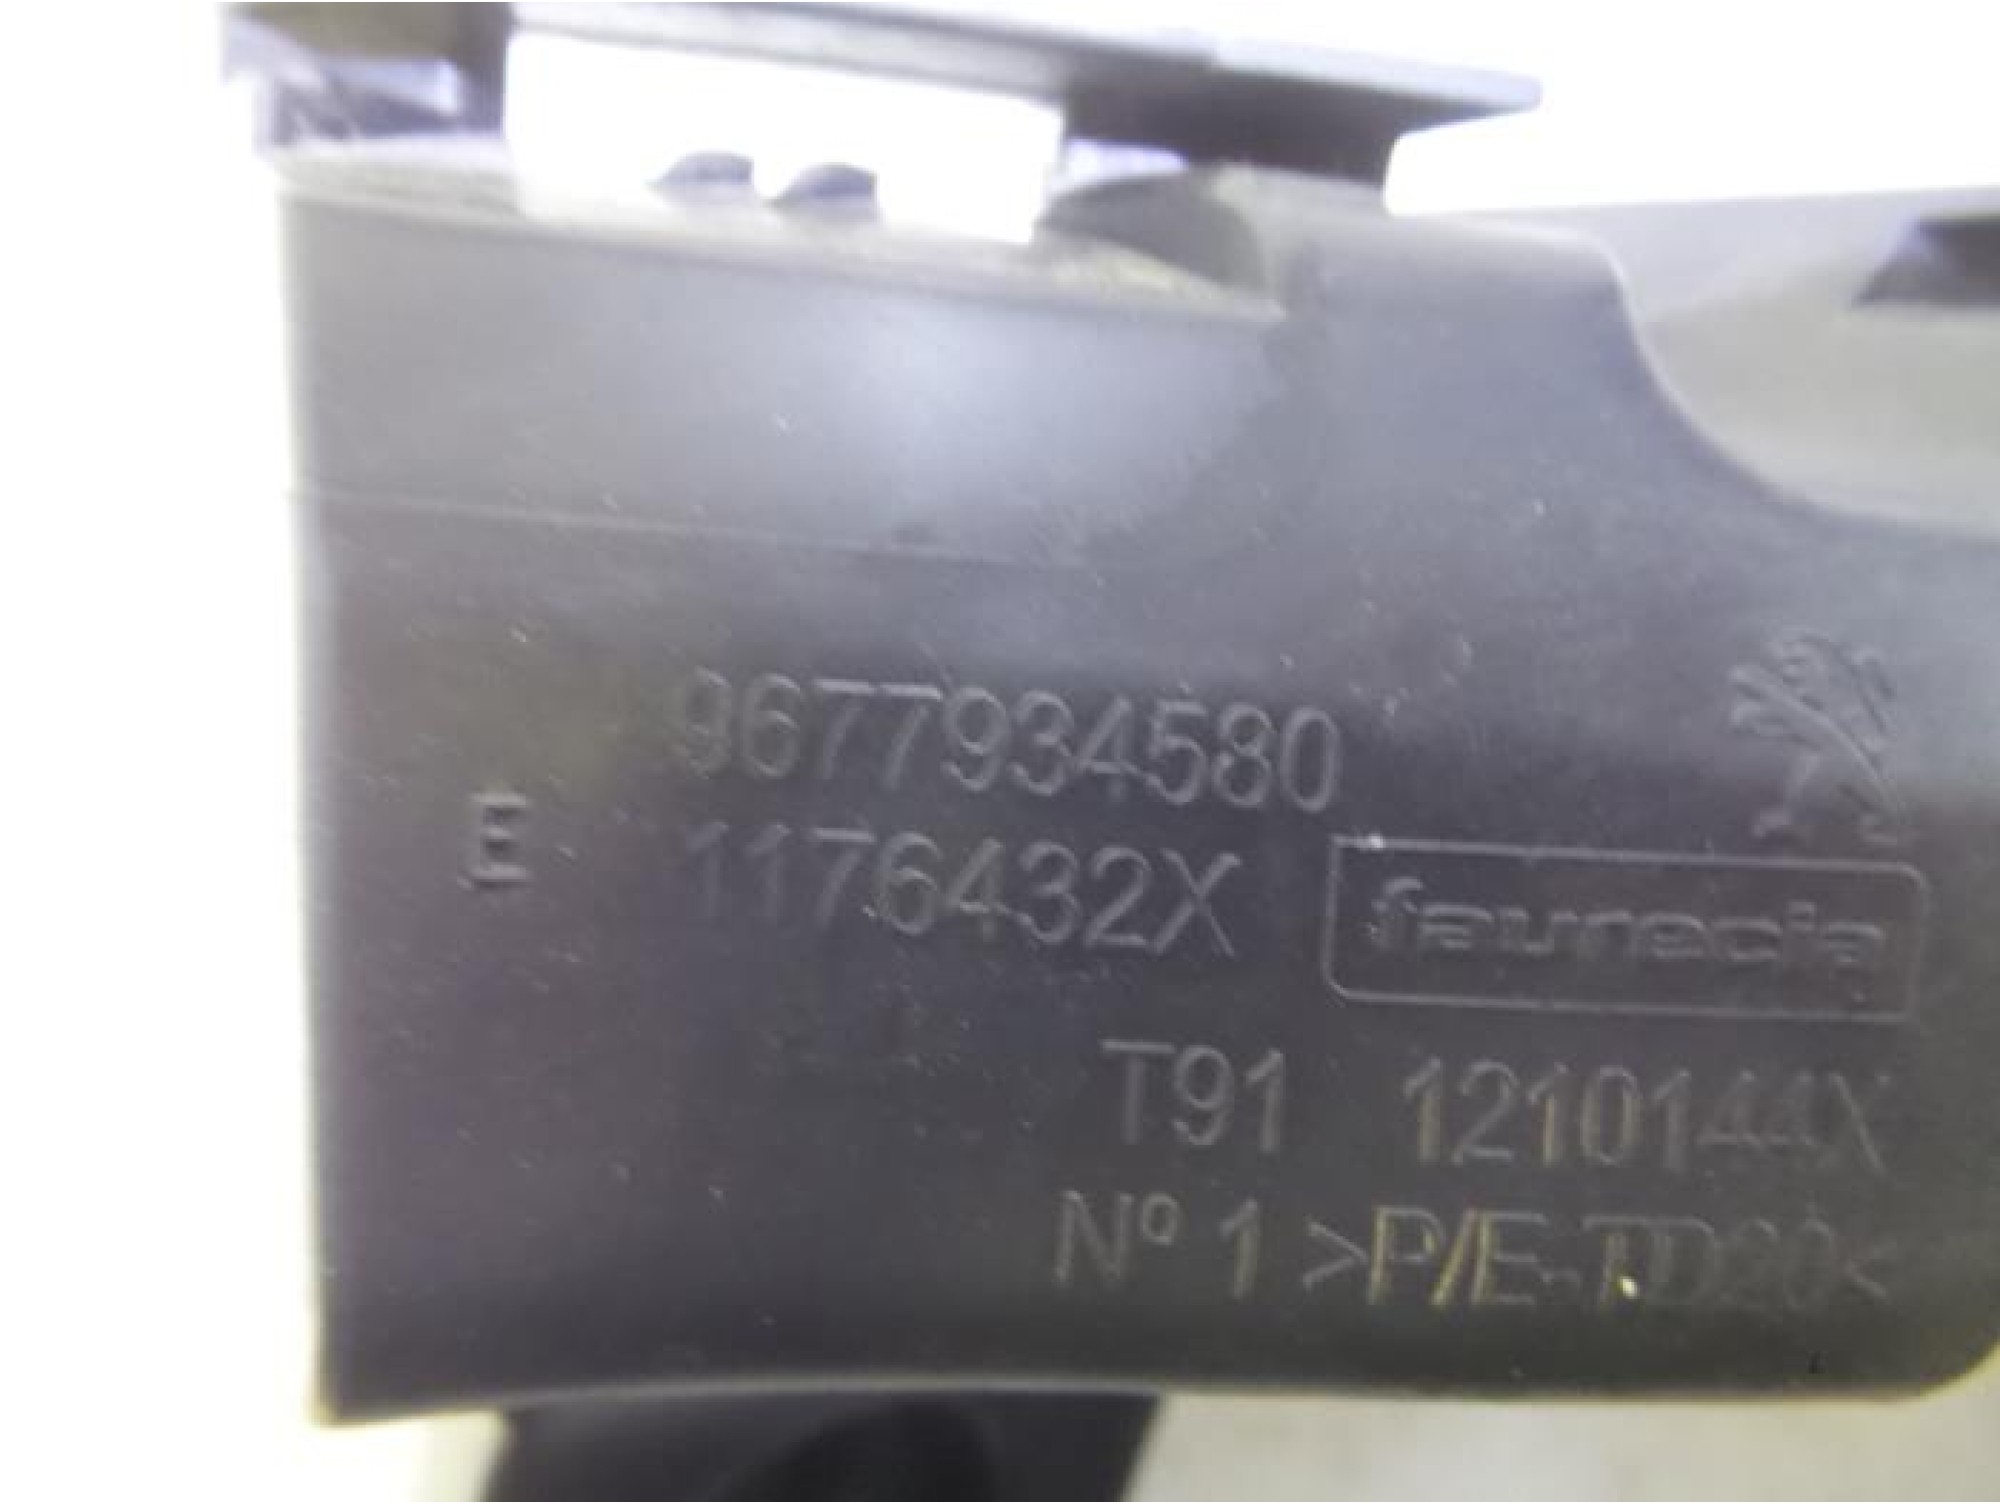 9677934580
E 1176432X faurecia
T91 1210144X
Nº 1 >P/E-TD20<